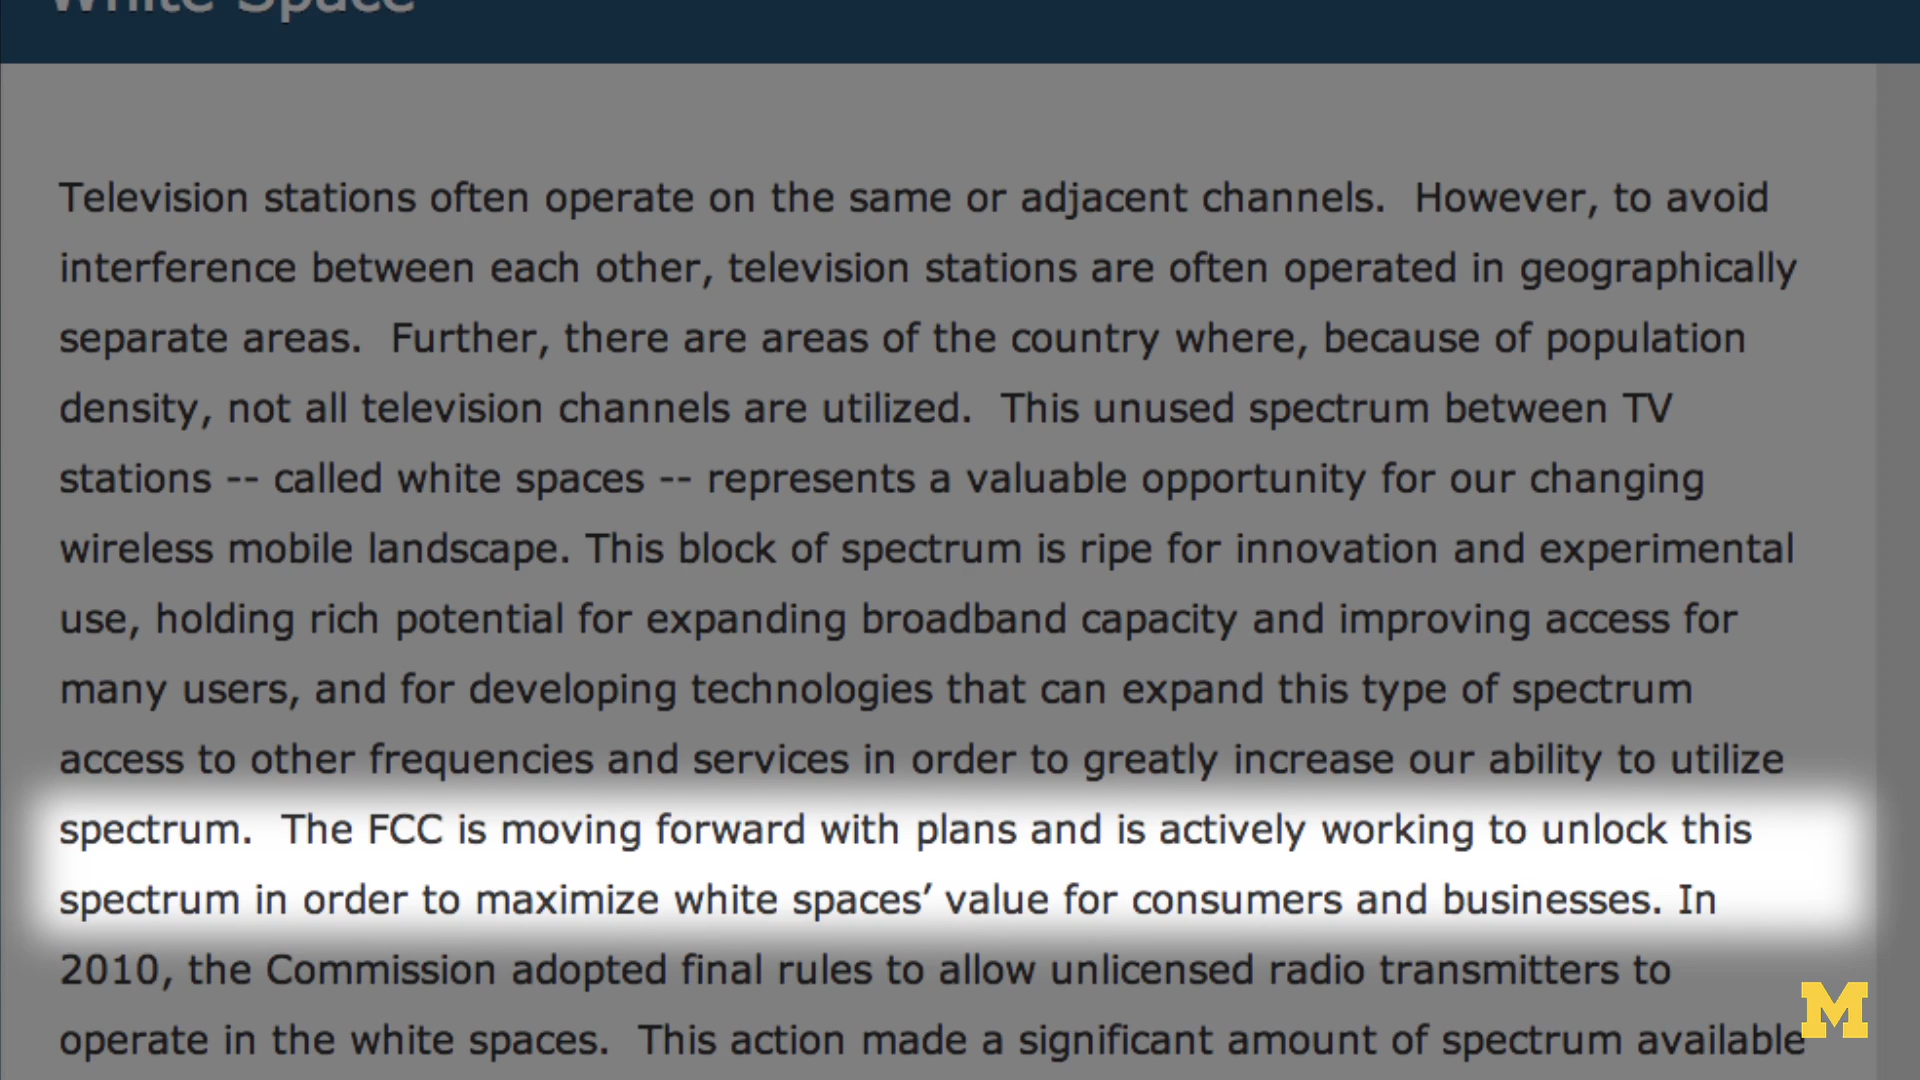 White Space
Television stations often operate on the same or adjacent channels.  However, to avoid
interference between each other, television stations are often operated in geographically
separate areas.  Further, there are areas of the country where, because of population
density, not all television channels are utilized.  This unused spectrum between TV
stations -- called white spaces -- represents a valuable opportunity for our changing
wireless mobile landscape. This block of spectrum is ripe for innovation and experimental
use, holding rich potential for expanding broadband capacity and improving access for
many users, and for developing technologies that can expand this type of spectrum
access to other frequencies and services in order to greatly increase our ability to utilize
spectrum.  The FCC is moving forward with plans and is actively working to unlock this
spectrum in order to maximize white spaces’ value for consumers and businesses. In
2010, the Commission adopted final rules to allow unlicensed radio transmitters to
operate in the white spaces.  This action made a significant amount of spectrum available
M